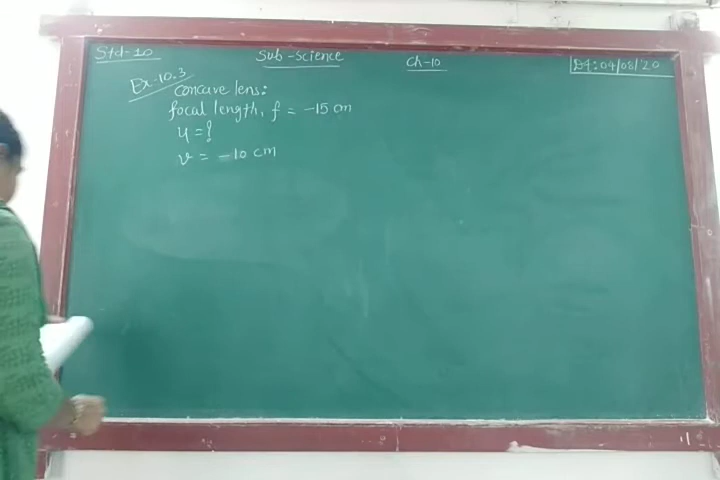 Std-10 Sub-Science Ch-10 Dt:04/08/20
Ex-10.3
Concave lens:
focal length, f = -15 cm
u = ?
v = -10 cm